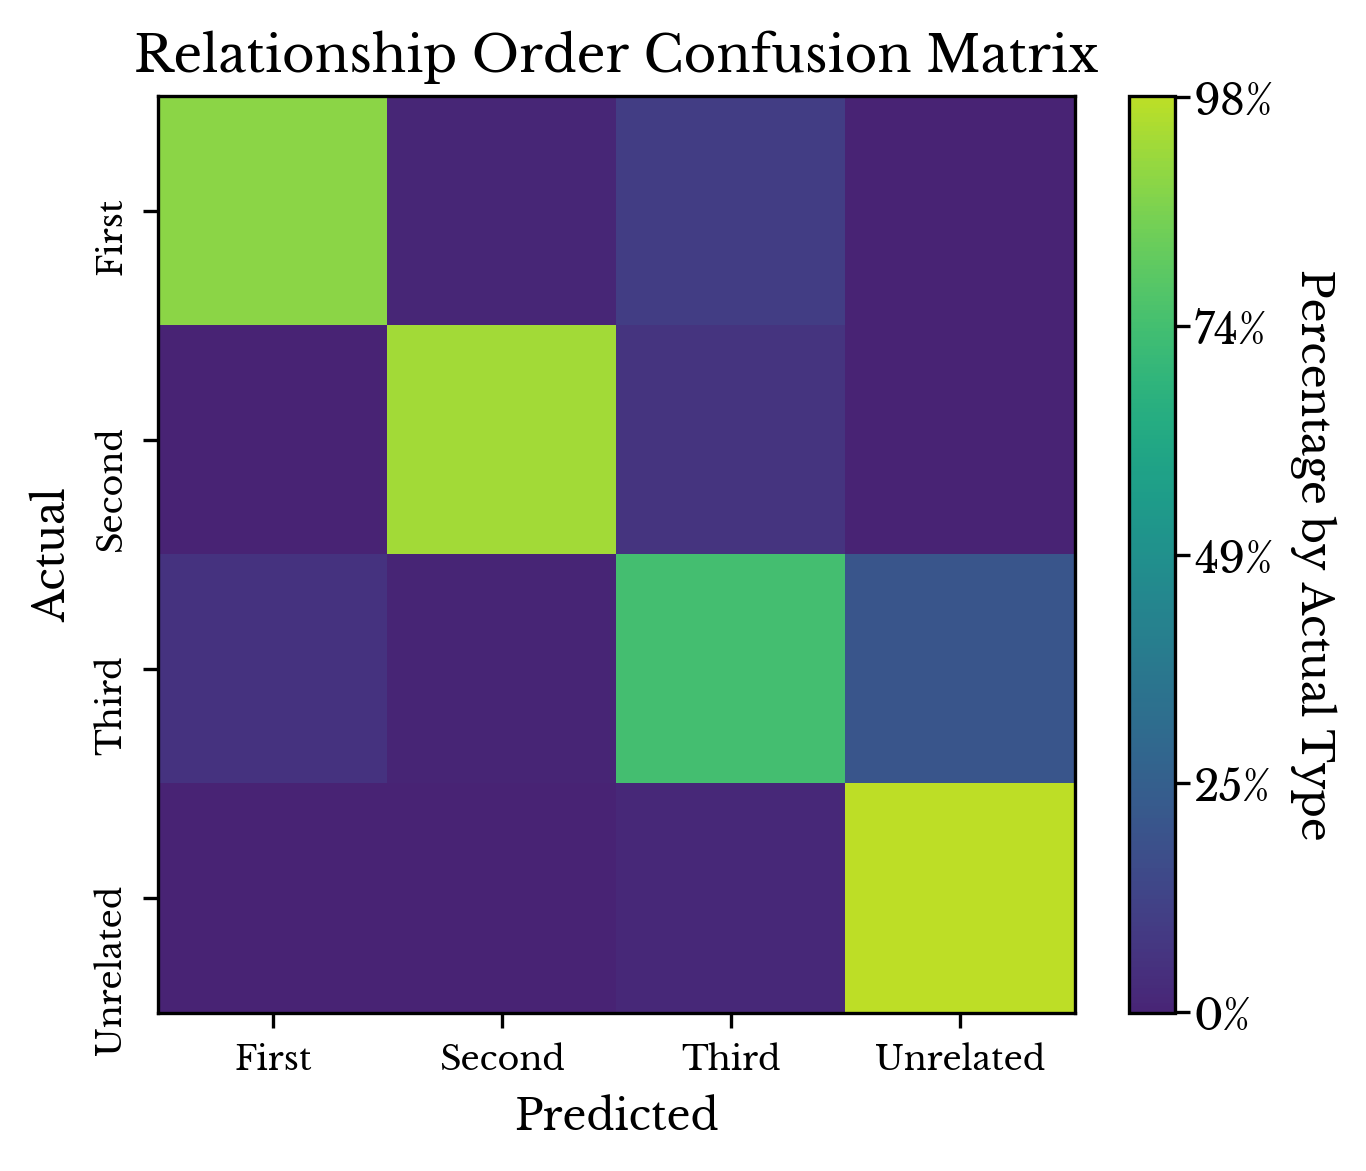 Relationship Order Confusion Matrix
98%
74%
49%
25%
0%
Percentage by Actual Type
Actual
First
Second
Third
Unrelated
First
Second
Third
Unrelated
Predicted